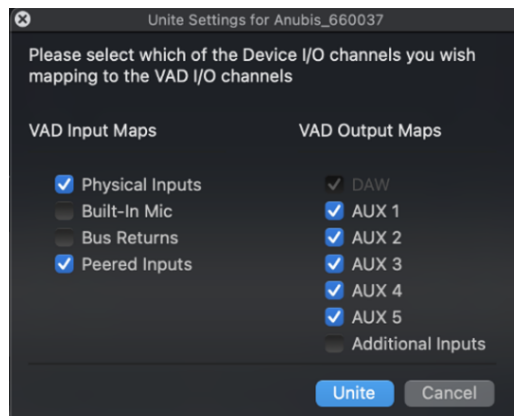 Unite Settings for Anubis_660037
Please select which of the Device I/O channels you wish
mapping to the VAD I/O channels
VAD Input Maps
Physical Inputs
Built-In Mic
Bus Returns
Peered Inputs
VAD Output Maps
DAW
AUX 1
AUX 2
AUX 3
AUX 4
AUX 5
Additional Inputs
Unite
Cancel